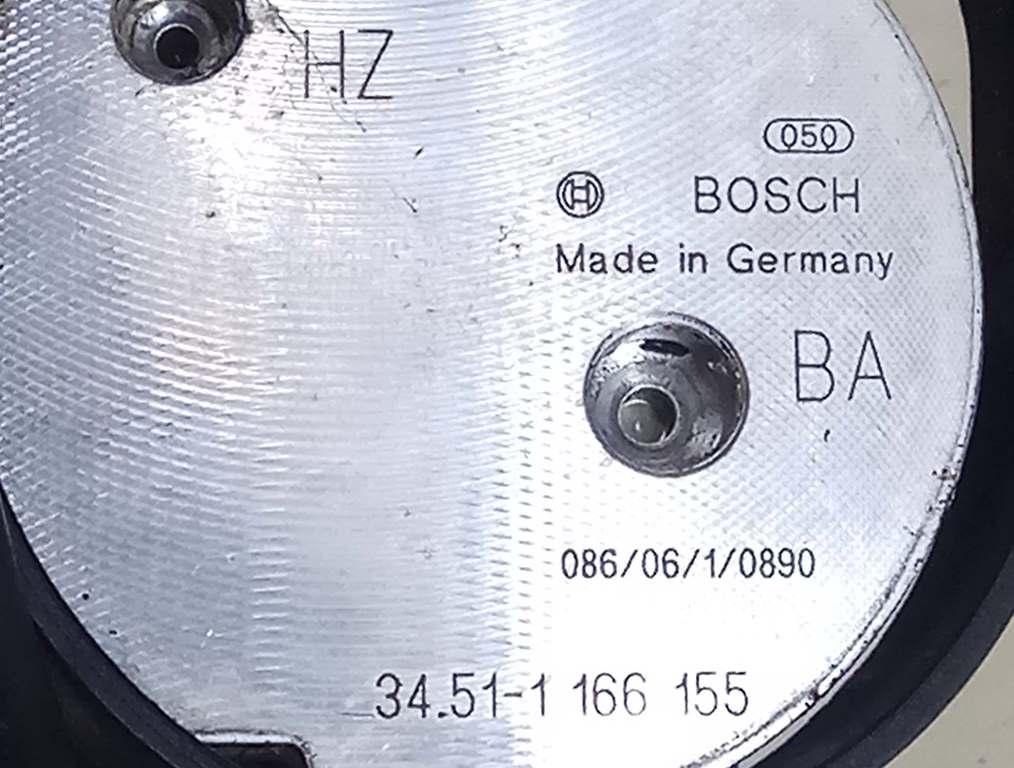 HZ
050
BOSCH
Made in Germany
BA
086/06/1/0890
34.51-1 166 155